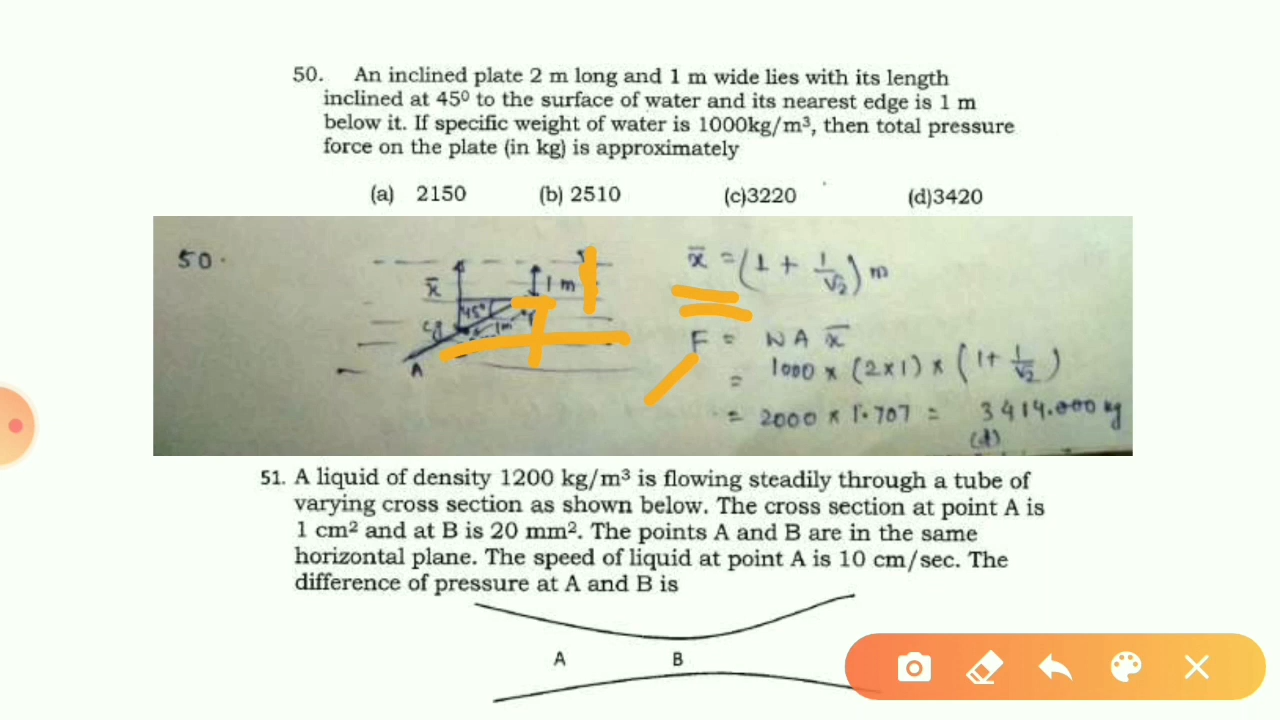 50. An inclined plate 2 m long and 1 m wide lies with its length
inclined at 45⁰ to the surface of water and its nearest edge is 1 m
below it. If specific weight of water is 1000kg/m³, then total pressure
force on the plate (in kg) is approximately
(a) 2150 (b) 2510 (c)3220 (d)3420
50.
x̄ = (1 + 1/√2) m
x̄ 1 m
45°
cg 1m
A
F = WA x̄
= 1000 × (2×1) × (1+ 1/√2)
= 2000 × 1.707 = 3414.000 kg
(d)
51. A liquid of density 1200 kg/m³ is flowing steadily through a tube of
varying cross section as shown below. The cross section at point A is
1 cm² and at B is 20 mm². The points A and B are in the same
horizontal plane. The speed of liquid at point A is 10 cm/sec. The
difference of pressure at A and B is
A B